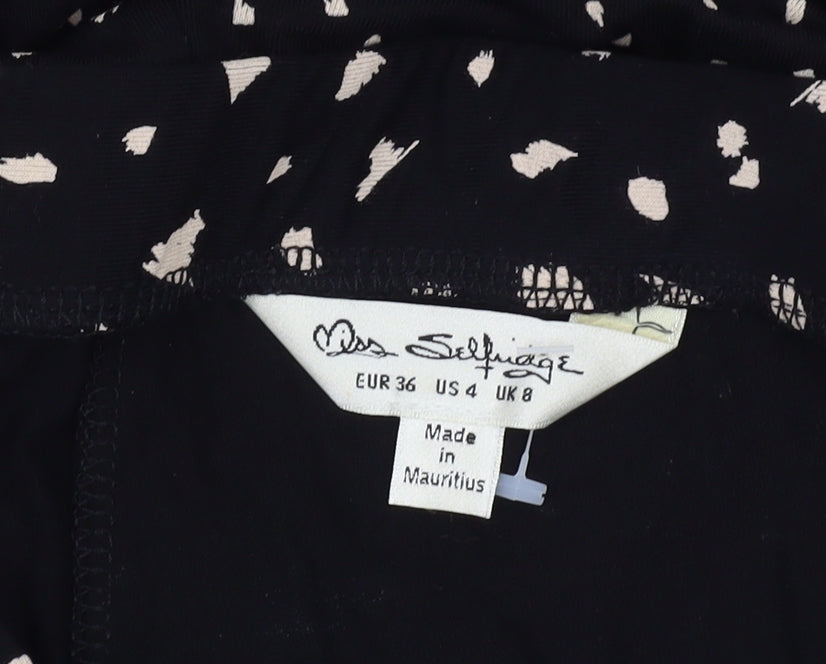 Miss Selfridge
EUR 36 US 4 UK 8
Made
in
Mauritius